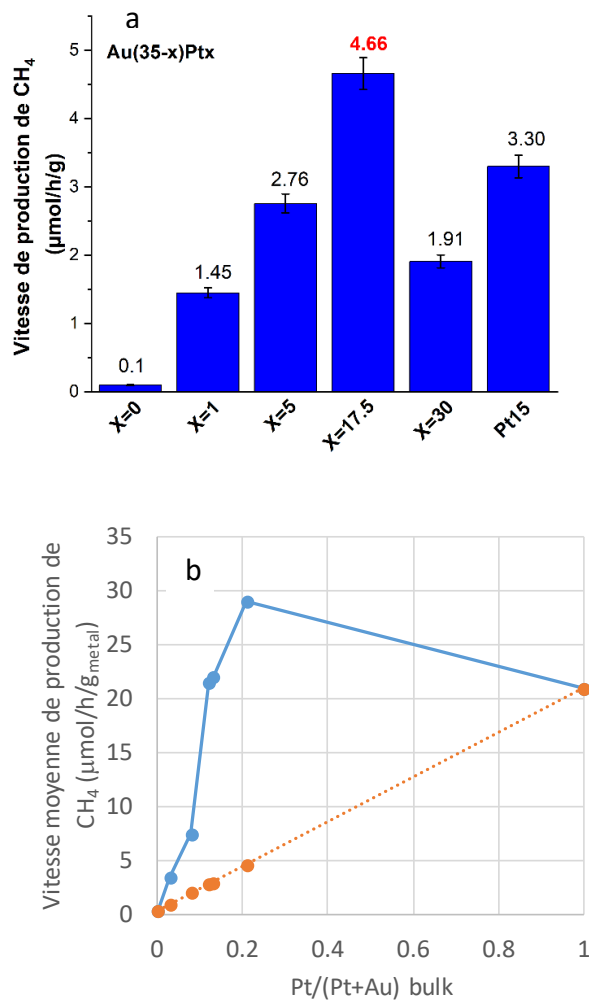 a
Au(35-x)Ptx
Vitesse de production de CH₄
(µmol/h/g)
5
4
3
2
1
0
0.1
1.45
2.76
4.66
1.91
3.30
X=0
X=1
X=5
X=17.5
X=30
Pt15
b
Vitesse moyenne de production de
CH₄ (µmol/h/g_metal)
35
30
25
20
15
10
5
0
0
0.2
0.4
0.6
0.8
1
Pt/(Pt+Au) bulk